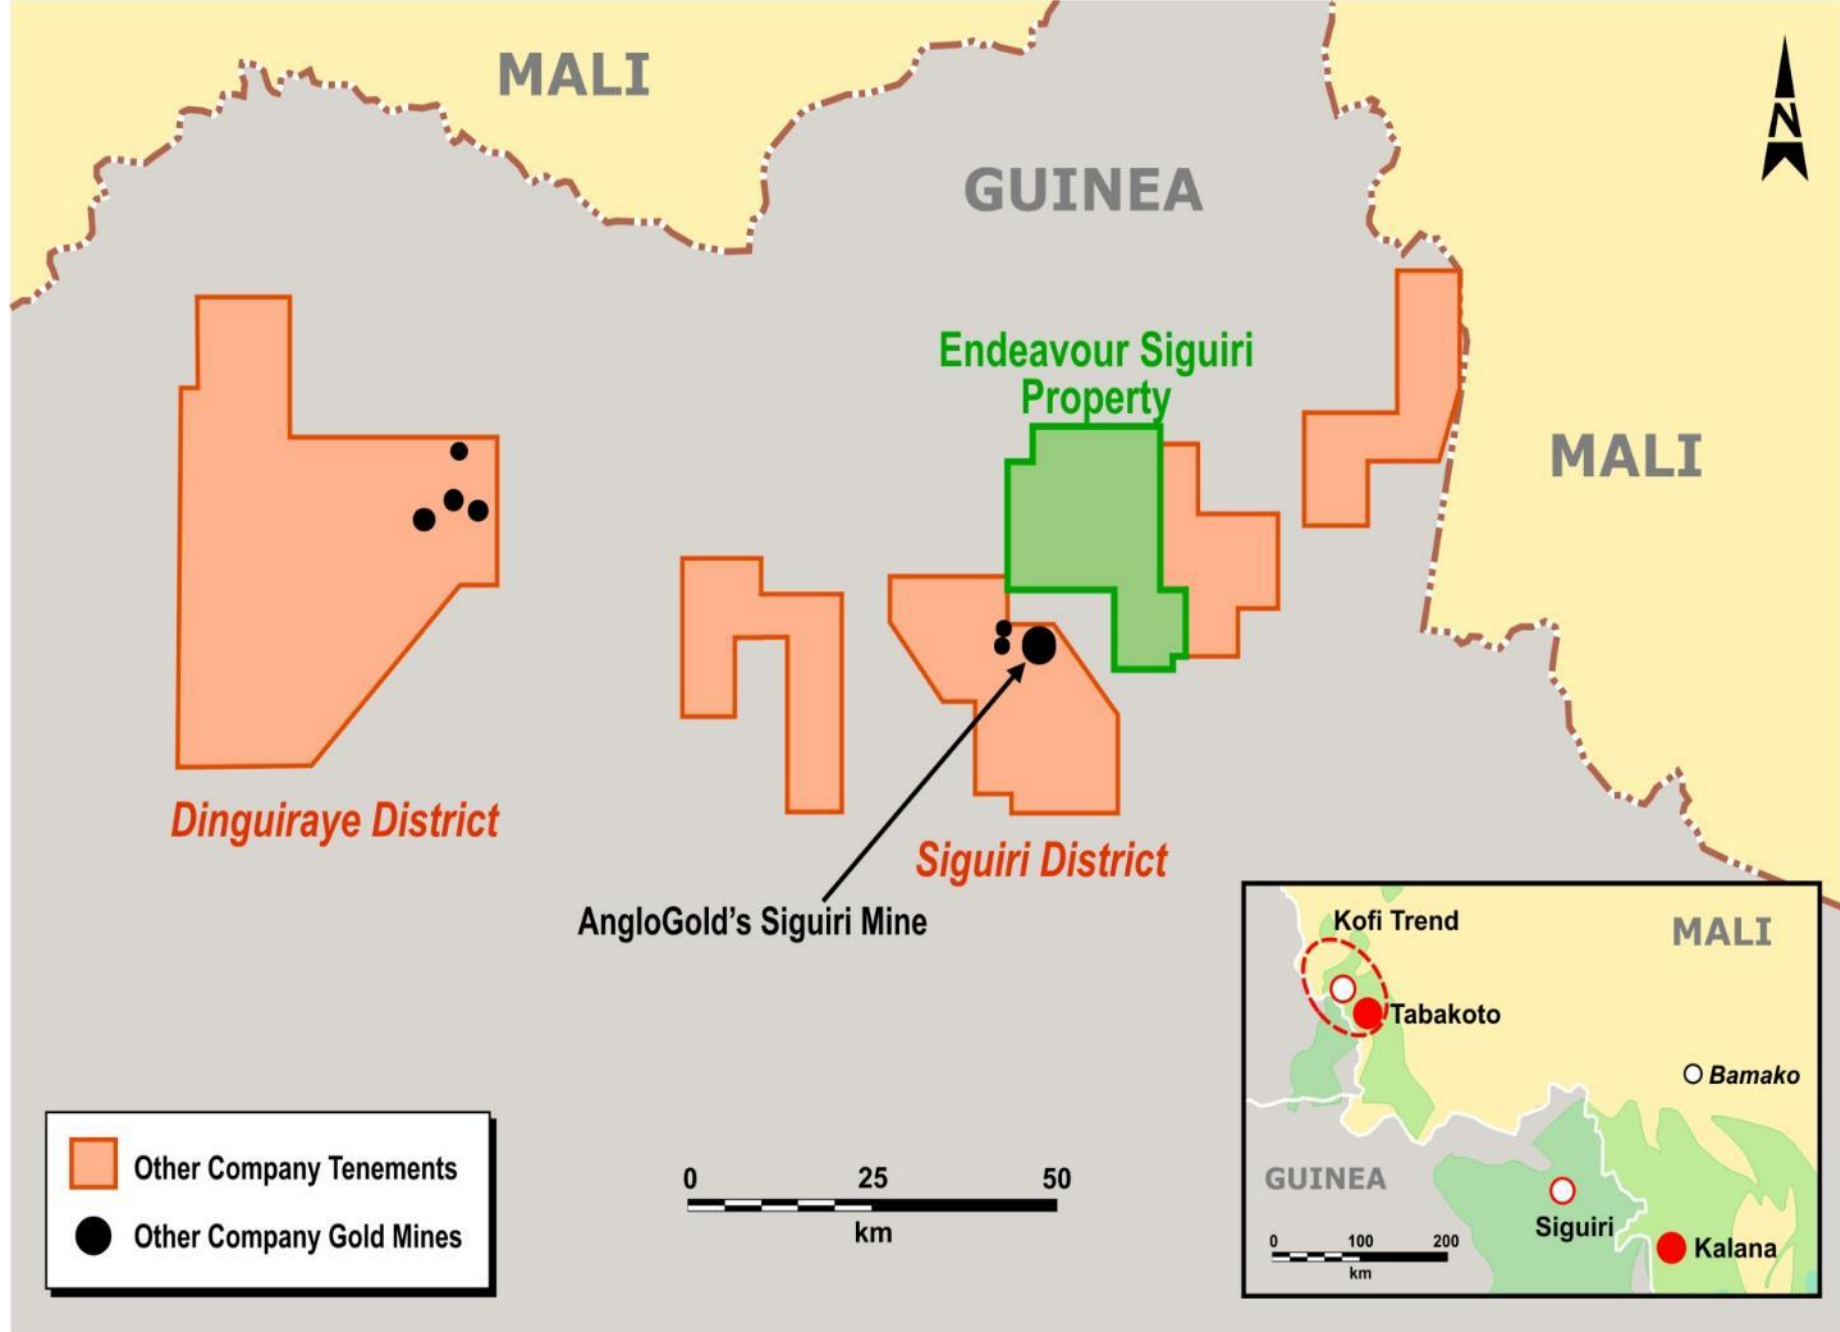 MALI
N
GUINEA
Endeavour Siguiri
Property
MALI
Dinguiraye District
Siguiri District
AngloGold’s Siguiri Mine
Other Company Tenements
Other Company Gold Mines
0 25 50
km
Kofi Trend
MALI
Tabakoto
Bamako
GUINEA
Siguiri
Kalana
0 100 200
km